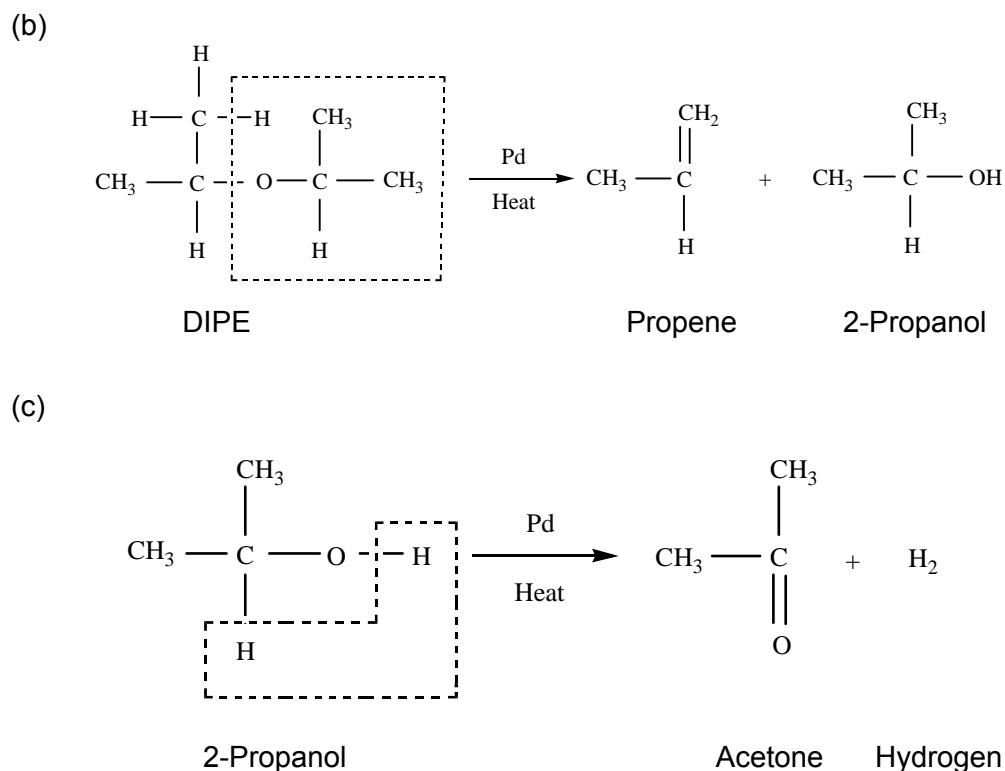 (b)
H
H C H CH₃ CH₂ CH₃
Pd
CH₃ C O C CH₃ CH₃ C + CH₃ C OH
Heat
H H H H
DIPE Propene 2-Propanol
(c)
CH₃ CH₃
Pd
CH₃ C O H CH₃ C + H₂
Heat
H O
2-Propanol Acetone Hydrogen